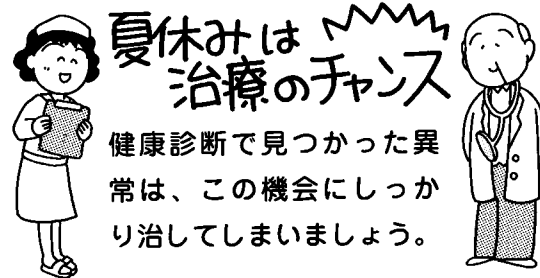 夏休みは
治療のチャンス
健康診断で見つかった異
常は、この機会にしっか
り治してしまいましょう。